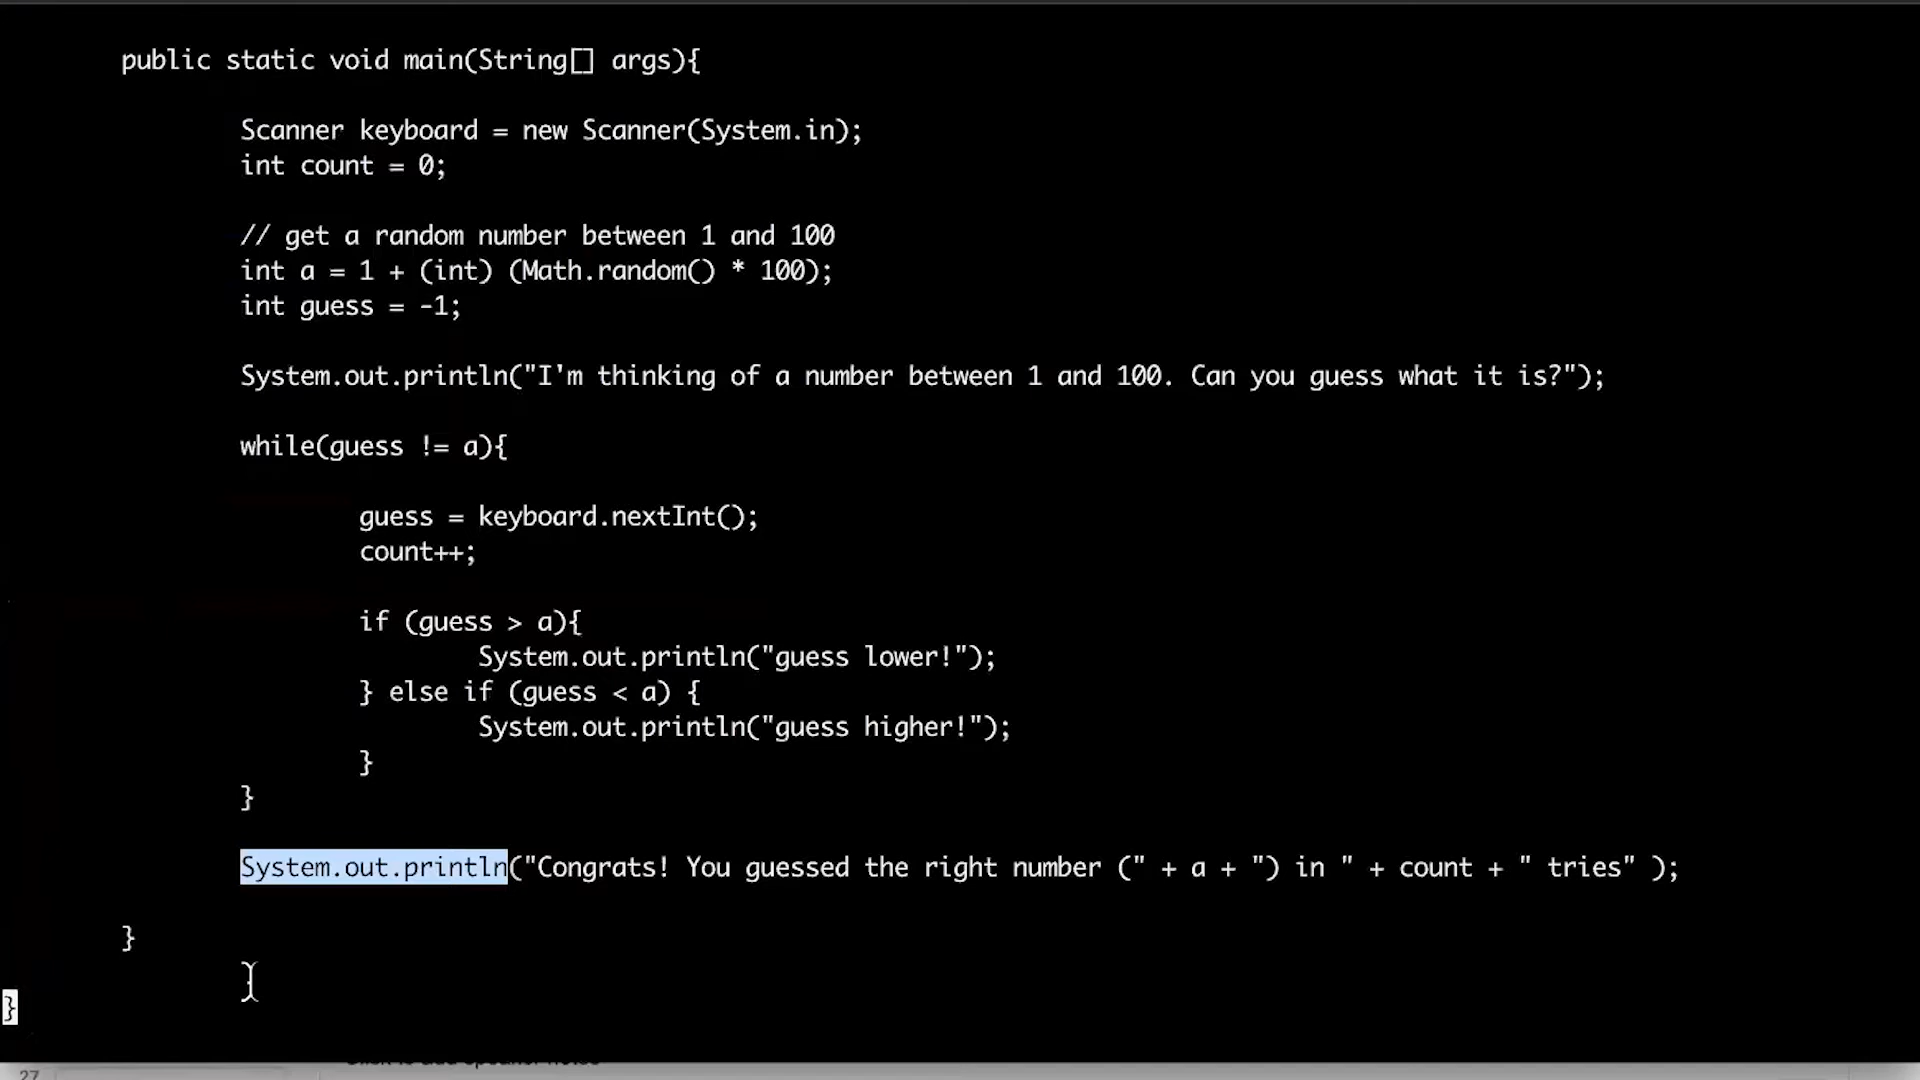 public static void main(String[] args){
Scanner keyboard = new Scanner(System.in);
int count = 0;
// get a random number between 1 and 100
int a = 1 + (int) (Math.random() * 100);
int guess = -1;
System.out.println("I'm thinking of a number between 1 and 100. Can you guess what it is?");
while(guess != a){
guess = keyboard.nextInt();
count++;
if (guess > a){
System.out.println("guess lower!");
} else if (guess < a) {
System.out.println("guess higher!");
}
}
System.out.println("Congrats! You guessed the right number (" + a + ") in " + count + " tries" );
}
}
27